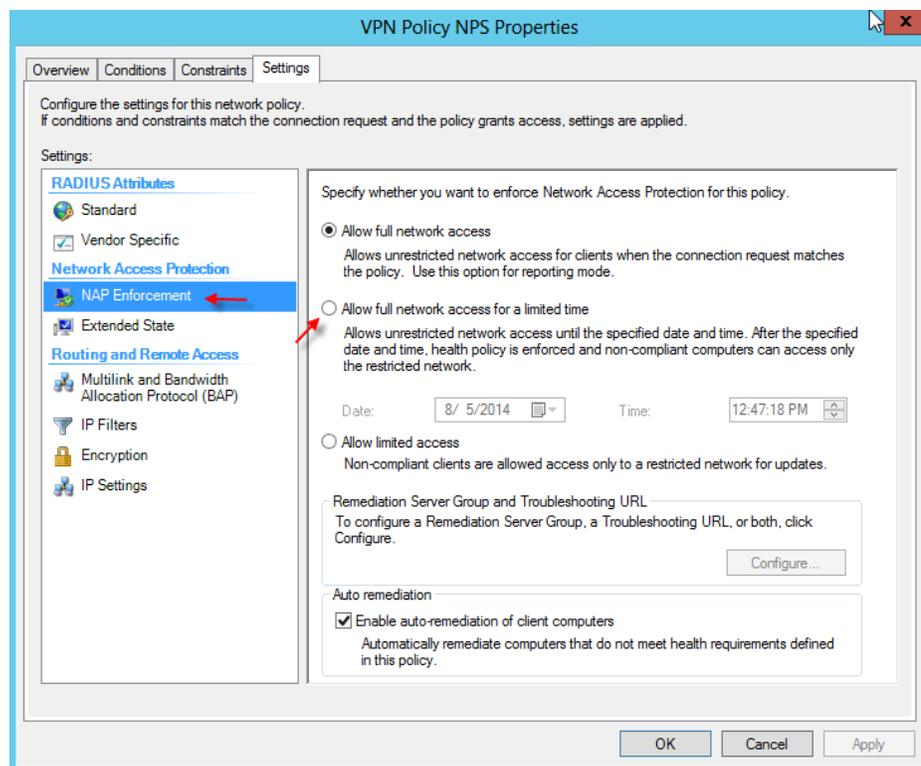 VPN Policy NPS Properties
x
Overview
Conditions
Constraints
Settings
Configure the settings for this network policy.
If conditions and constraints match the connection request and the policy grants access, settings are applied.
Settings:
RADIUS Attributes
Standard
Vendor Specific
Network Access Protection
NAP Enforcement
Extended State
Routing and Remote Access
Multilink and Bandwidth
Allocation Protocol (BAP)
IP Filters
Encryption
IP Settings
Specify whether you want to enforce Network Access Protection for this policy.
Allow full network access
Allows unrestricted network access for clients when the connection request matches
the policy. Use this option for reporting mode.
Allow full network access for a limited time
Allows unrestricted network access until the specified date and time. After the specified
date and time, health policy is enforced and non-compliant computers can access only
the restricted network.
Date: 8/ 5/2014 Time: 12:47:18 PM
Allow limited access
Non-compliant clients are allowed access only to a restricted network for updates.
Remediation Server Group and Troubleshooting URL
To configure a Remediation Server Group, a Troubleshooting URL, or both, click
Configure.
Configure...
Auto remediation
Enable auto-remediation of client computers
Automatically remediate computers that do not meet health requirements defined
in this policy.
OK
Cancel
Apply